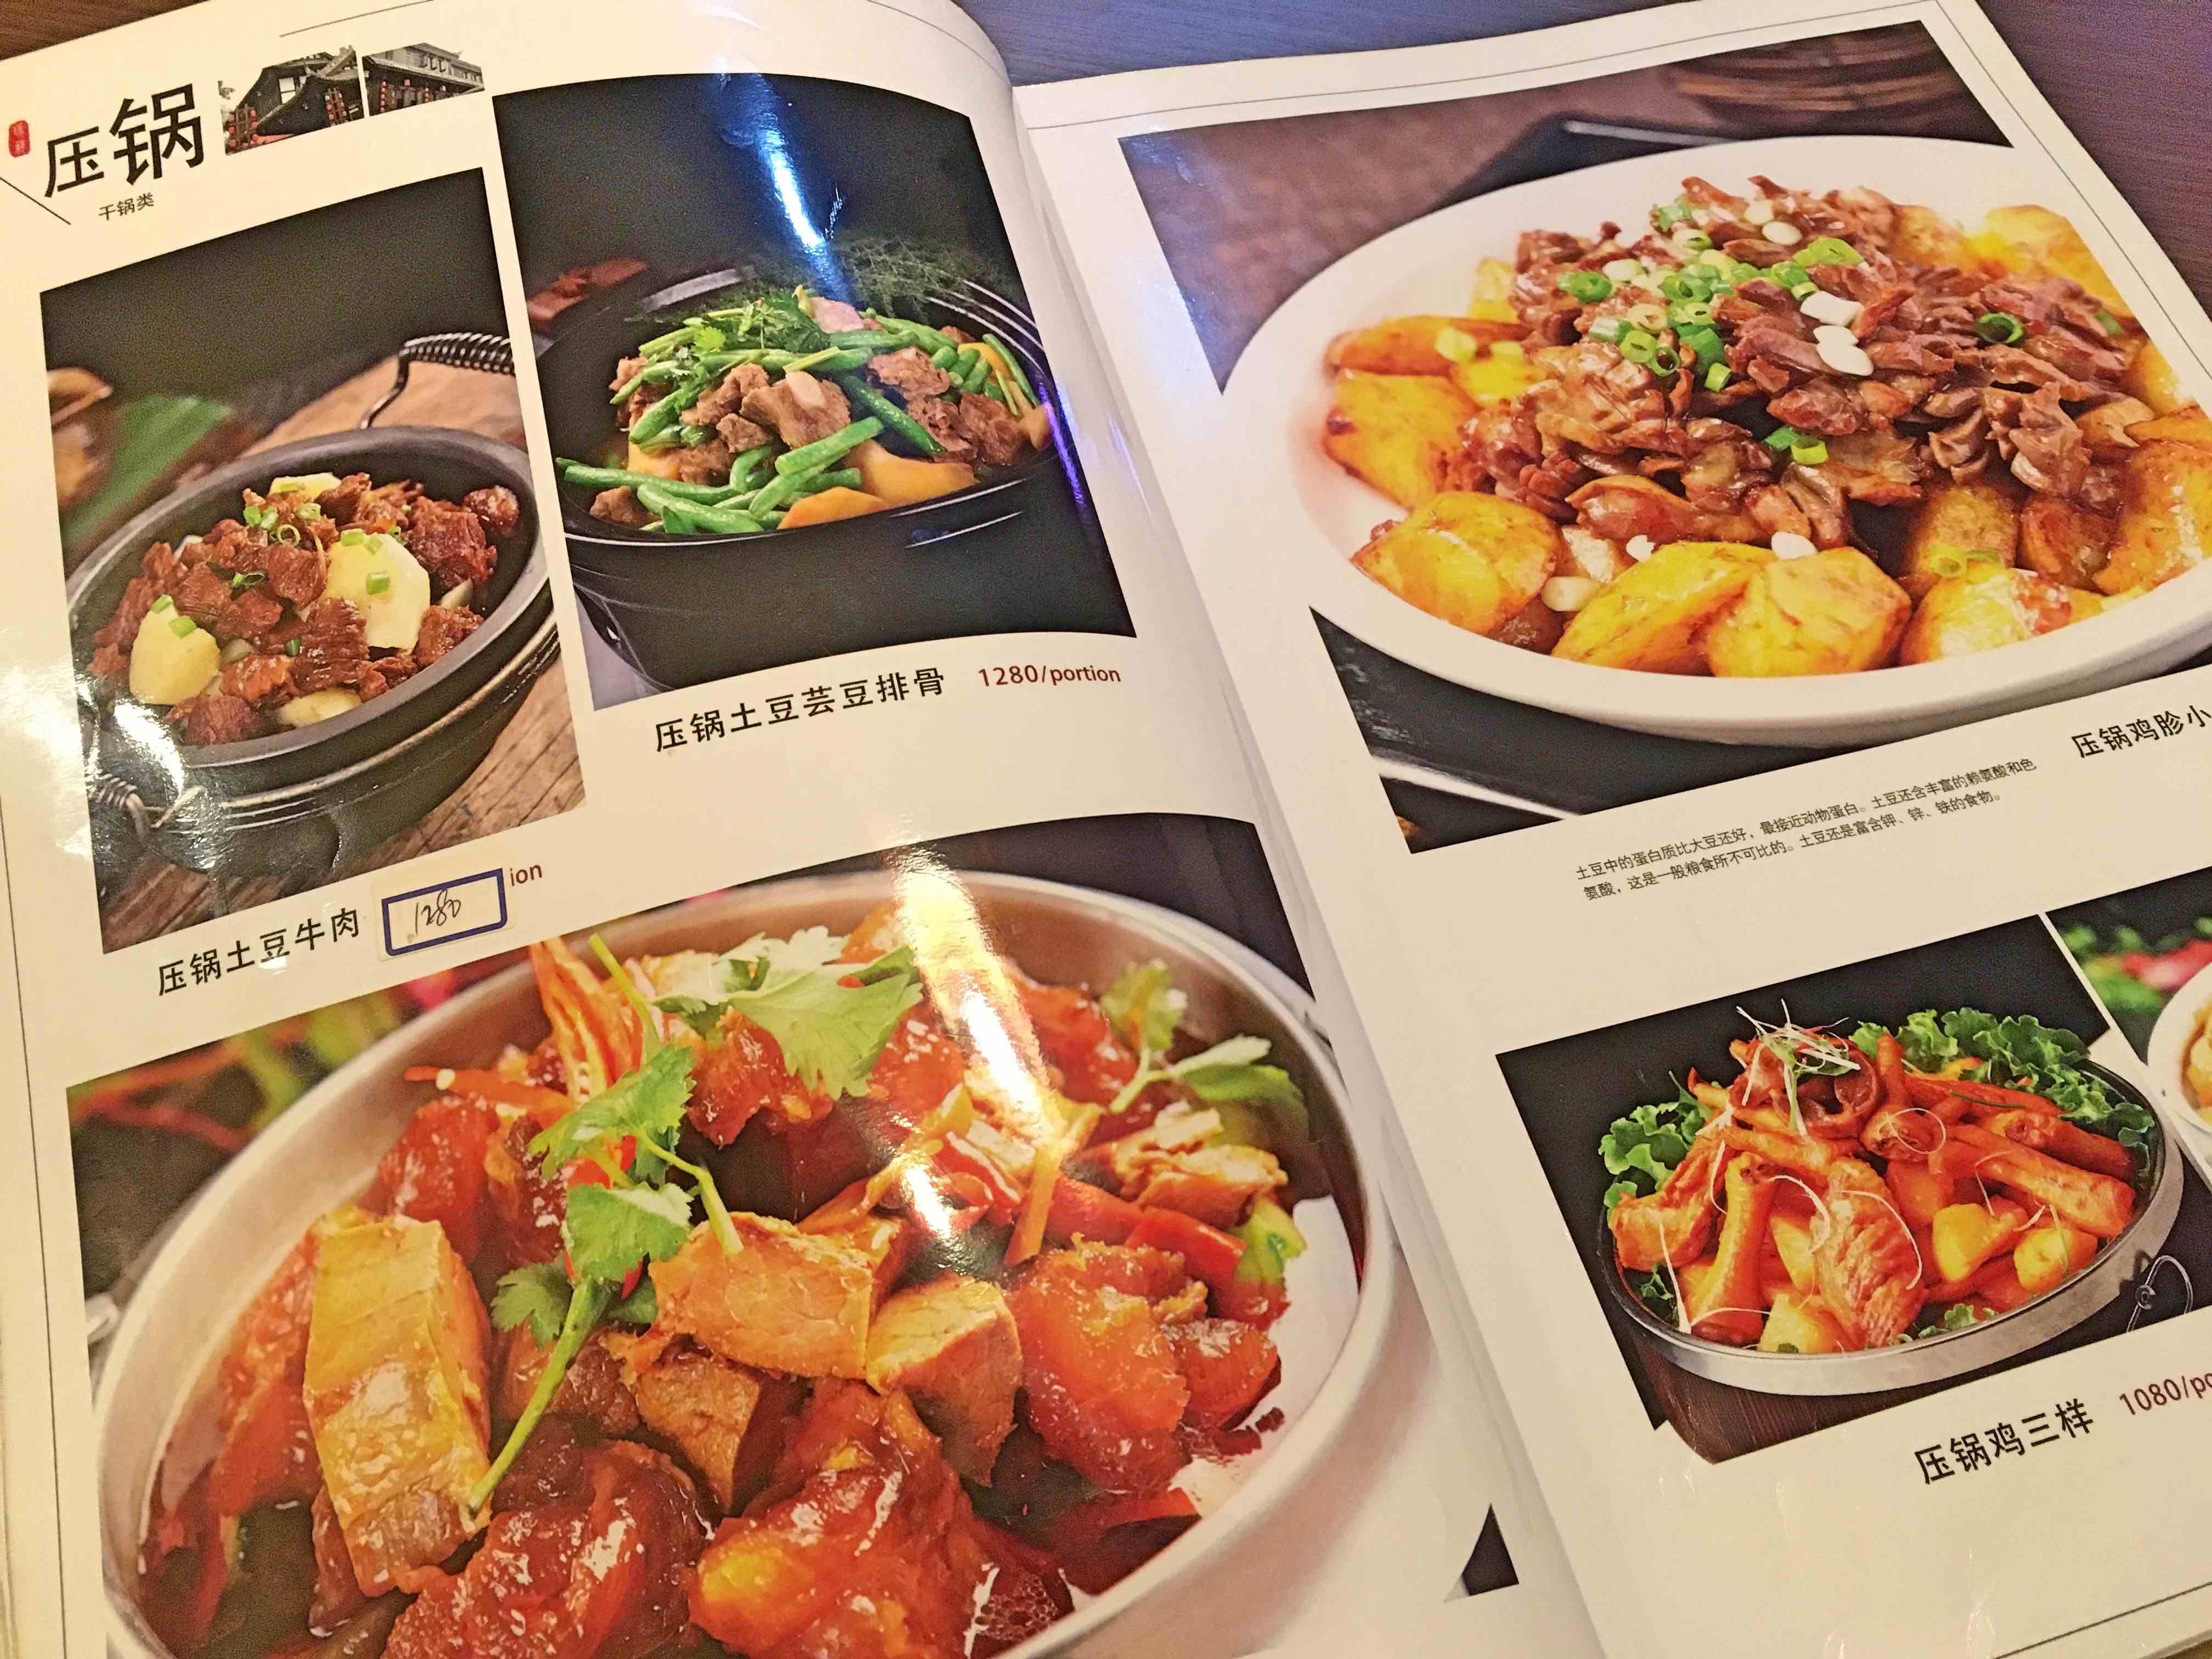 压锅
干锅类
压锅土豆芸豆排骨 1280/portion
压锅土豆牛肉 1280 ion
压锅鸡胗小
土豆中的蛋白质比大豆还好，最接近动物蛋白。土豆还含丰富的赖氨酸和色
氨酸，这是一般粮食所不可比的。土豆还是富含钾、锌、铁的食物。
压锅鸡三样 1080/po